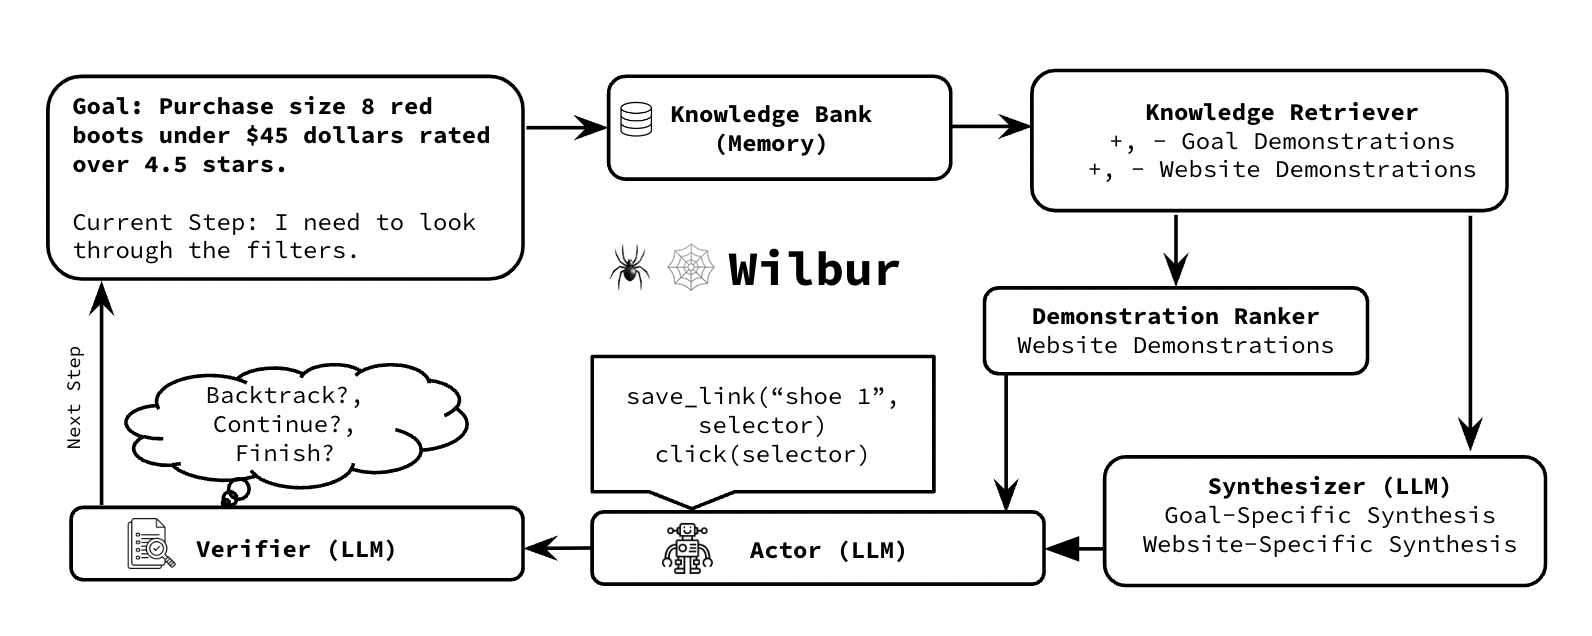 Goal: Purchase size 8 red
boots under $45 dollars rated
over 4.5 stars.
Current Step: I need to look
through the filters.
Knowledge Bank
(Memory)
Knowledge Retriever
+, - Goal Demonstrations
+, - Website Demonstrations
Wilbur
Demonstration Ranker
Website Demonstrations
Next Step
Backtrack?,
Continue?,
Finish?
save_link(“shoe 1”,
selector)
click(selector)
Synthesizer (LLM)
Goal-Specific Synthesis
Website-Specific Synthesis
Verifier (LLM)
Actor (LLM)